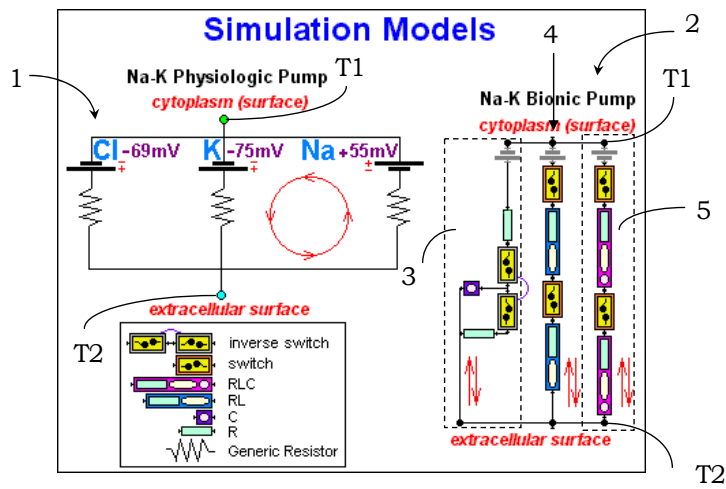 Simulation Models
1
4
2
Na-K Physiologic Pump
T1
cytoplasm (surface)
Na-K Bionic Pump
T1
cytoplasm (surface)
Cl -69mV
K -75mV
Na +55mV
- +
- +
± 
3
5
T2
extracellular surface
inverse switch
switch
RLC
RL
C
R
Generic Resistor
extracellular surface
T2